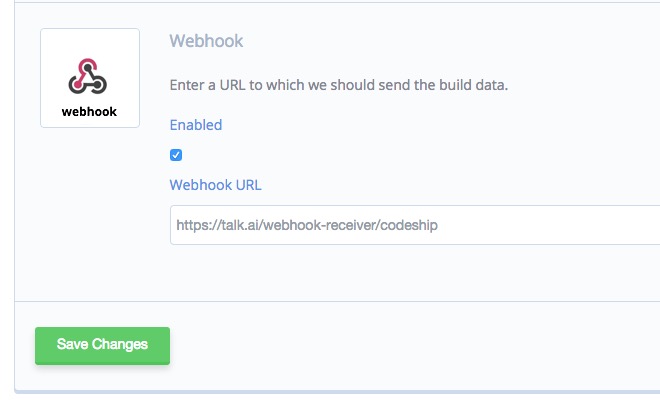 Webhook
webhook
Enter a URL to which we should send the build data.
Enabled
Webhook URL
https://talk.ai/webhook-receiver/codeship
Save Changes